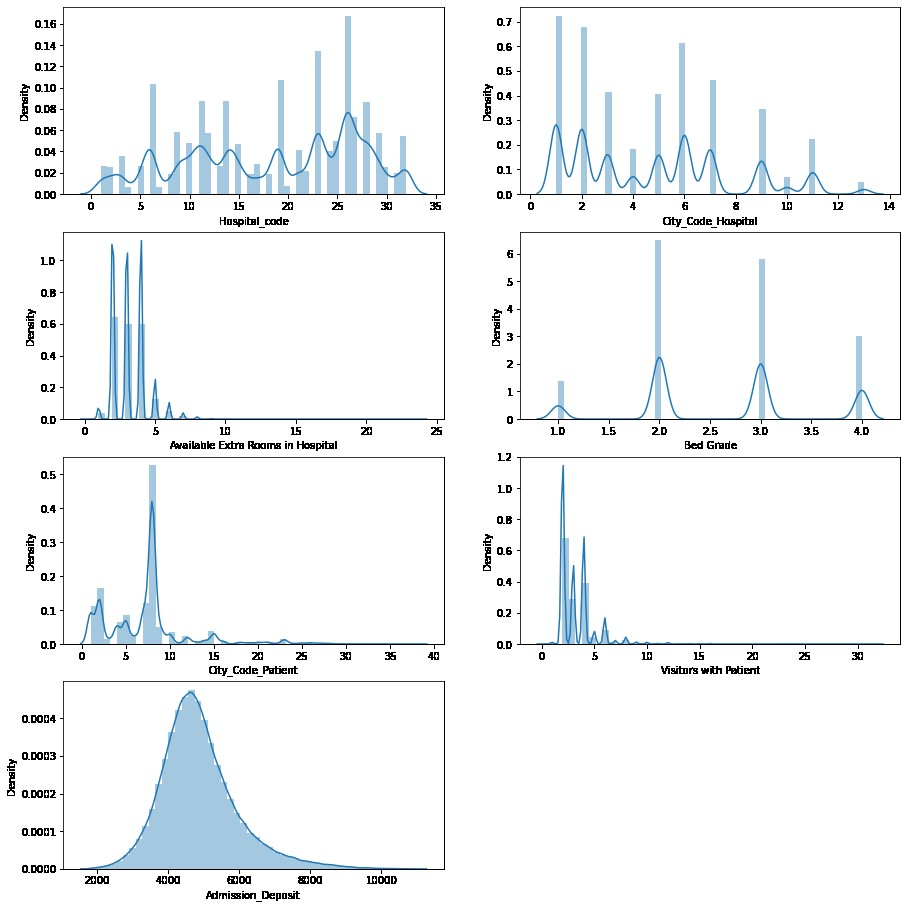 0.16
0.14
0.12
0.10
0.08
0.06
0.04
0.02
0.00
Density
0 5 10 15 20 25 30 35
Hospital_code
0.7
0.6
0.5
0.4
0.3
0.2
0.1
0.0
Density
0 2 4 6 8 10 12 14
City_Code_Hospital
1.0
0.8
0.6
0.4
0.2
0.0
Density
0 5 10 15 20 25
Available Extra Rooms in Hospital
6
5
4
3
2
1
0
Density
1.0 1.5 2.0 2.5 3.0 3.5 4.0
Bed Grade
0.5
0.4
0.3
0.2
0.1
0.0
Density
0 5 10 15 20 25 30 35 40
City_Code_Patient
1.2
1.0
0.8
0.6
0.4
0.2
0.0
Density
0 5 10 15 20 25 30
Visitors with Patient
0.0004
0.0003
0.0002
0.0001
0.0000
Density
2000 4000 6000 8000 10000
Admission_Deposit